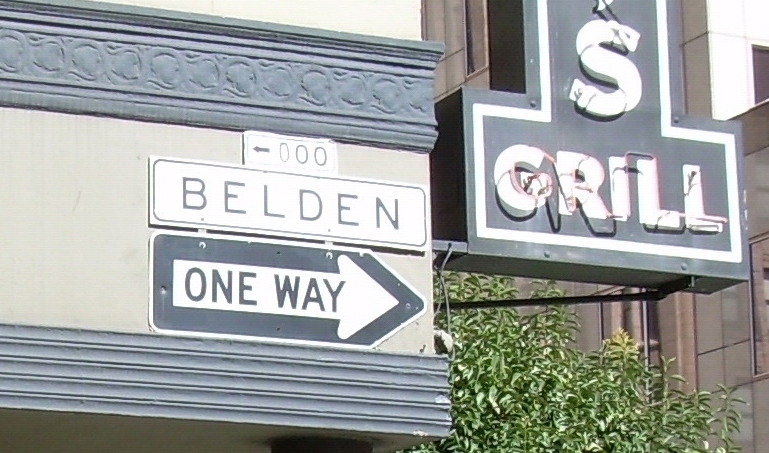 ←000
BELDEN
ONE WAY
S
GRILL